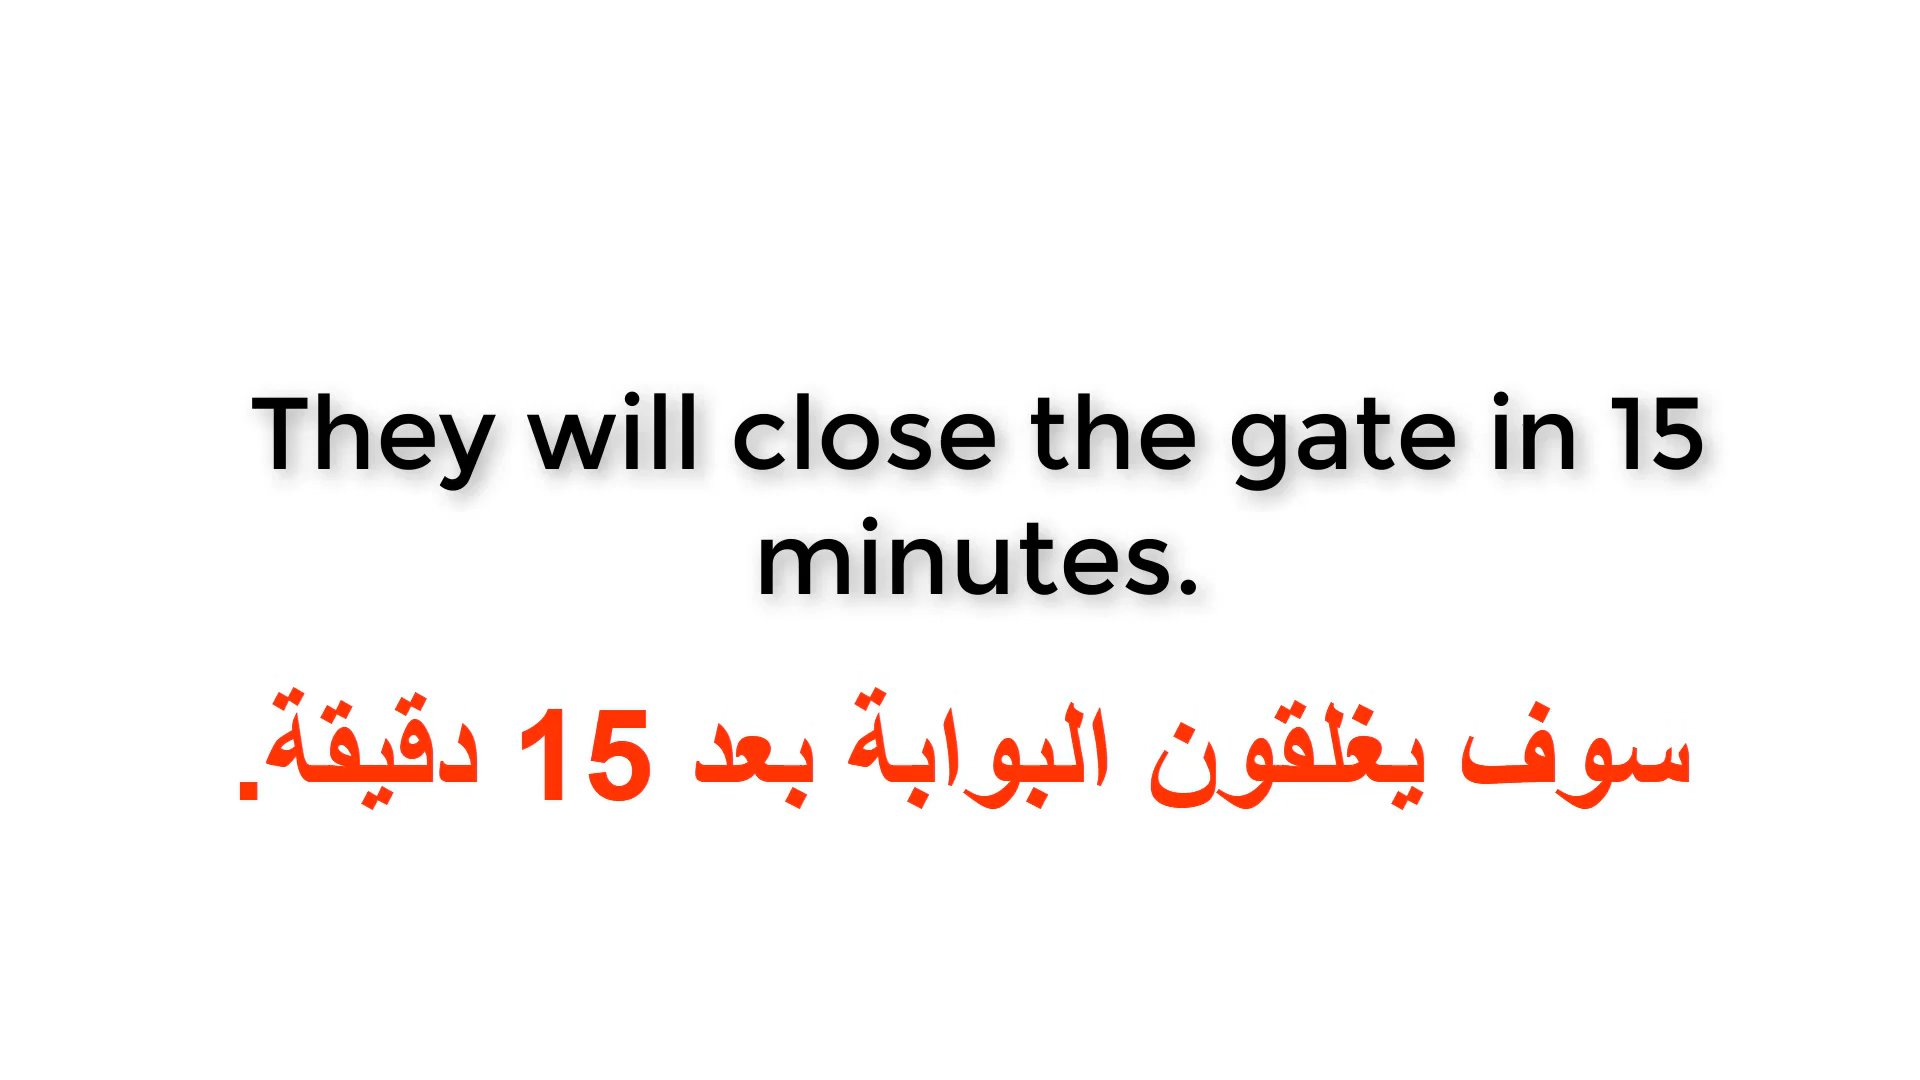 They will close the gate in 15
minutes.
سوف يغلقون البوابة بعد 15 دقيقة.